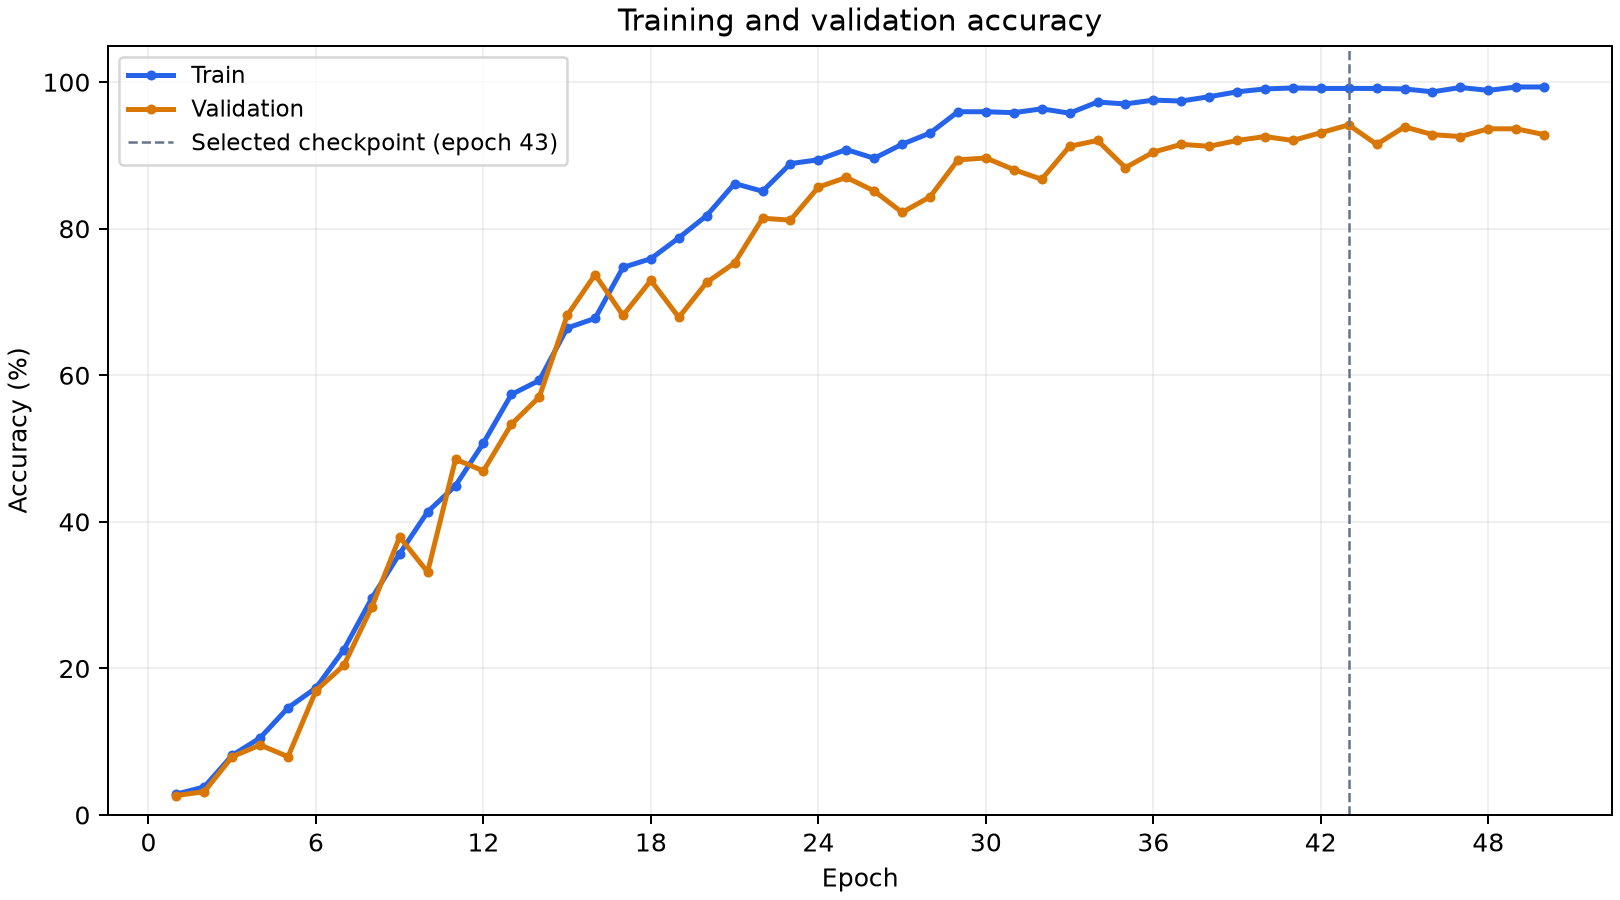 Training and validation accuracy
Train
Validation
Selected checkpoint (epoch 43)
Accuracy (%)
100
80
60
40
20
0
0 6 12 18 24 30 36 42 48
Epoch